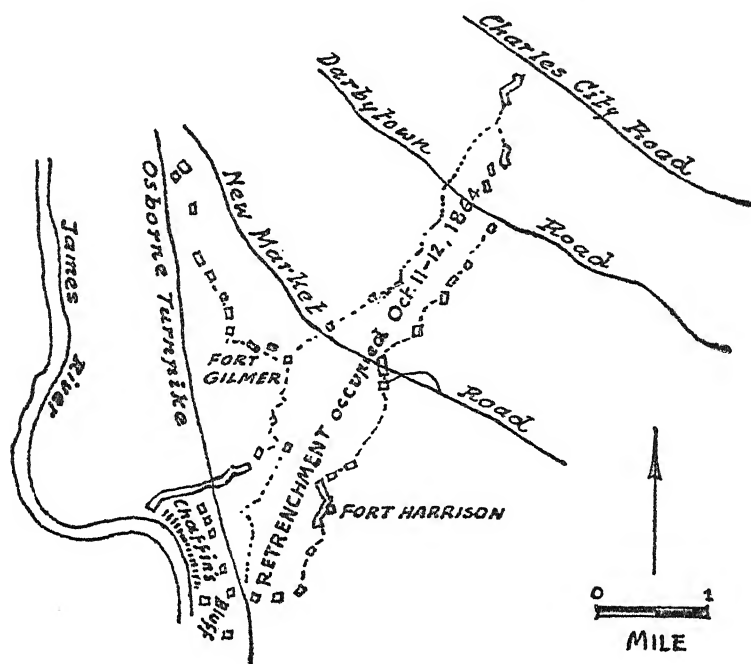 Charles City Road
Darbytown
Road
New Market
Road
Osborne Turnpike
James
River
FORT
GILMER
RETRENCHMENT occupied Oct. 11-12, 1864
FORT HARRISON
Chaffin's
Bluff
0 1
MILE